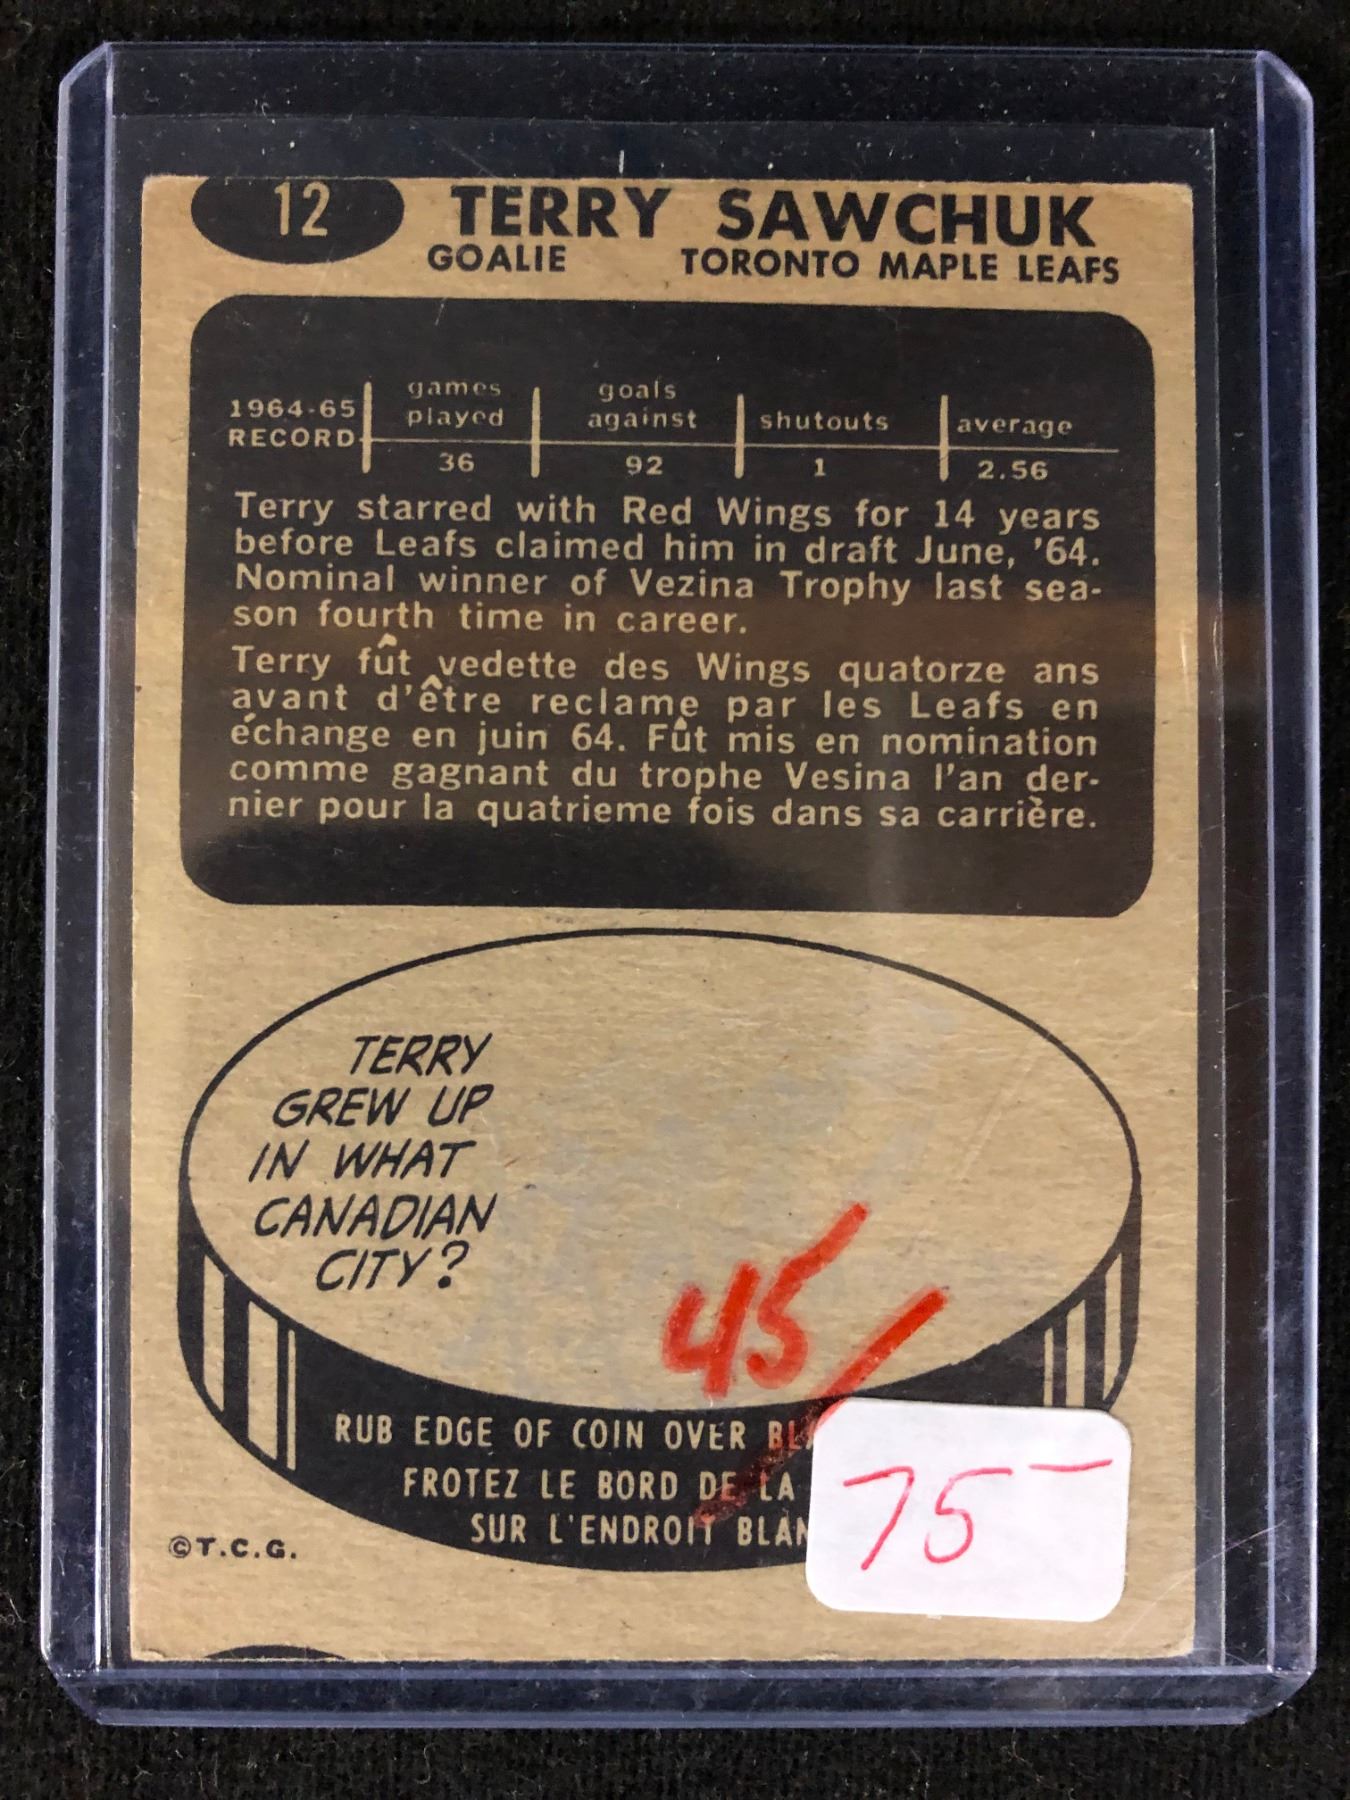 12
TERRY SAWCHUK
GOALIE TORONTO MAPLE LEAFS
1964-65 RECORD
games played
goals against
shutouts
average
36 92 1 2.56
Terry starred with Red Wings for 14 years
before Leafs claimed him in draft June, '64.
Nominal winner of Vezina Trophy last sea-
son fourth time in career.
Terry fût vedette des Wings quatorze ans
avant d'être reclame par les Leafs en
échange en juin 64. Fût mis en nomination
comme gagnant du trophe Vesina l'an der-
nier pour la quatrieme fois dans sa carrière.
TERRY
GREW UP
IN WHAT
CANADIAN
CITY?
45/
RUB EDGE OF COIN OVER BLA
FROTEZ LE BORD DE LA
SUR L'ENDROIT BLAN
75-
©T.C.G.